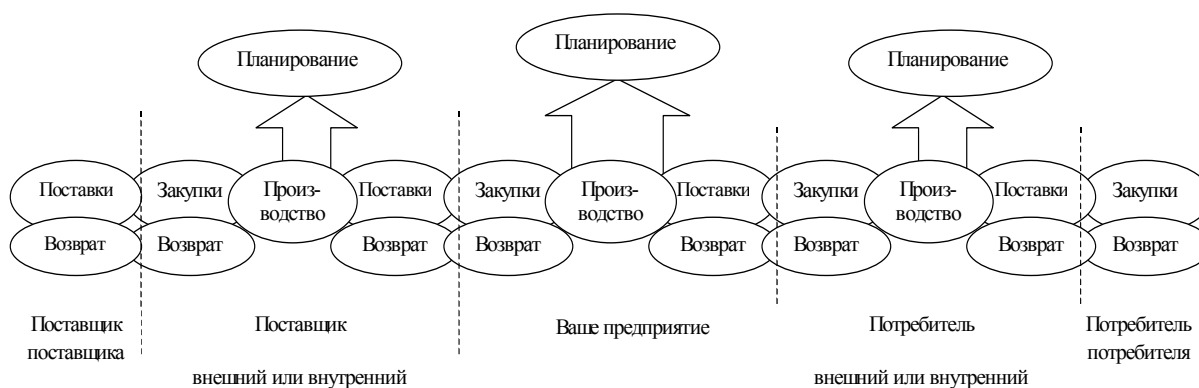 Планирование
Планирование
Планирование
Поставки
Закупки
Произ-
водство
Поставки
Закупки
Произ-
водство
Поставки
Закупки
Произ-
водство
Поставки
Закупки
Возврат
Возврат
Возврат
Возврат
Возврат
Возврат
Возврат
Возврат
Поставщик
поставщика
Поставщик
внешний или внутренний
Ваше предприятие
Потребитель
внешний или внутренний
Потребитель
потребителя